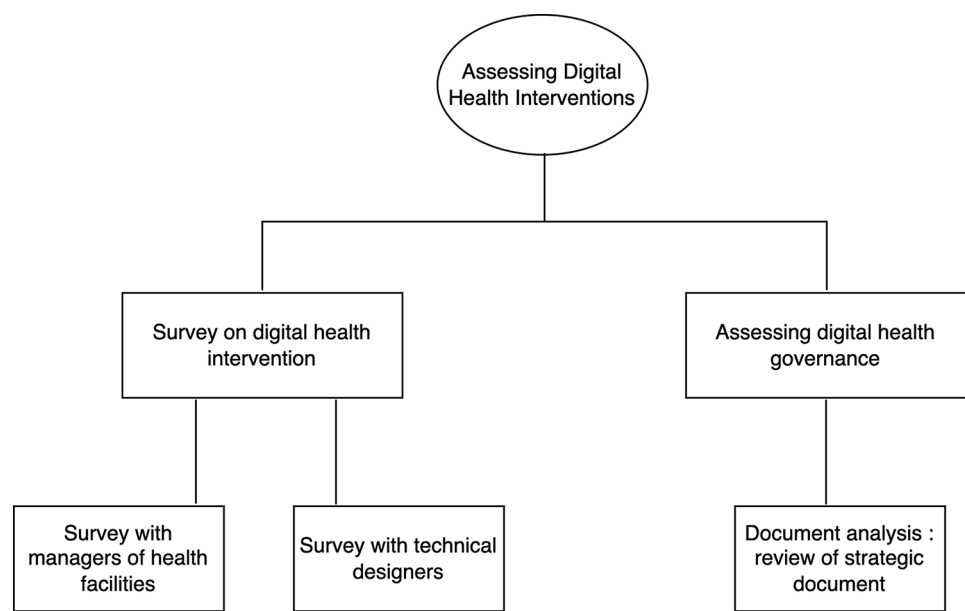 Assessing Digital
Health Interventions
Survey on digital health
intervention
Assessing digital health
governance
Survey with
managers of health
facilities
Survey with technical
designers
Document analysis :
review of strategic
document